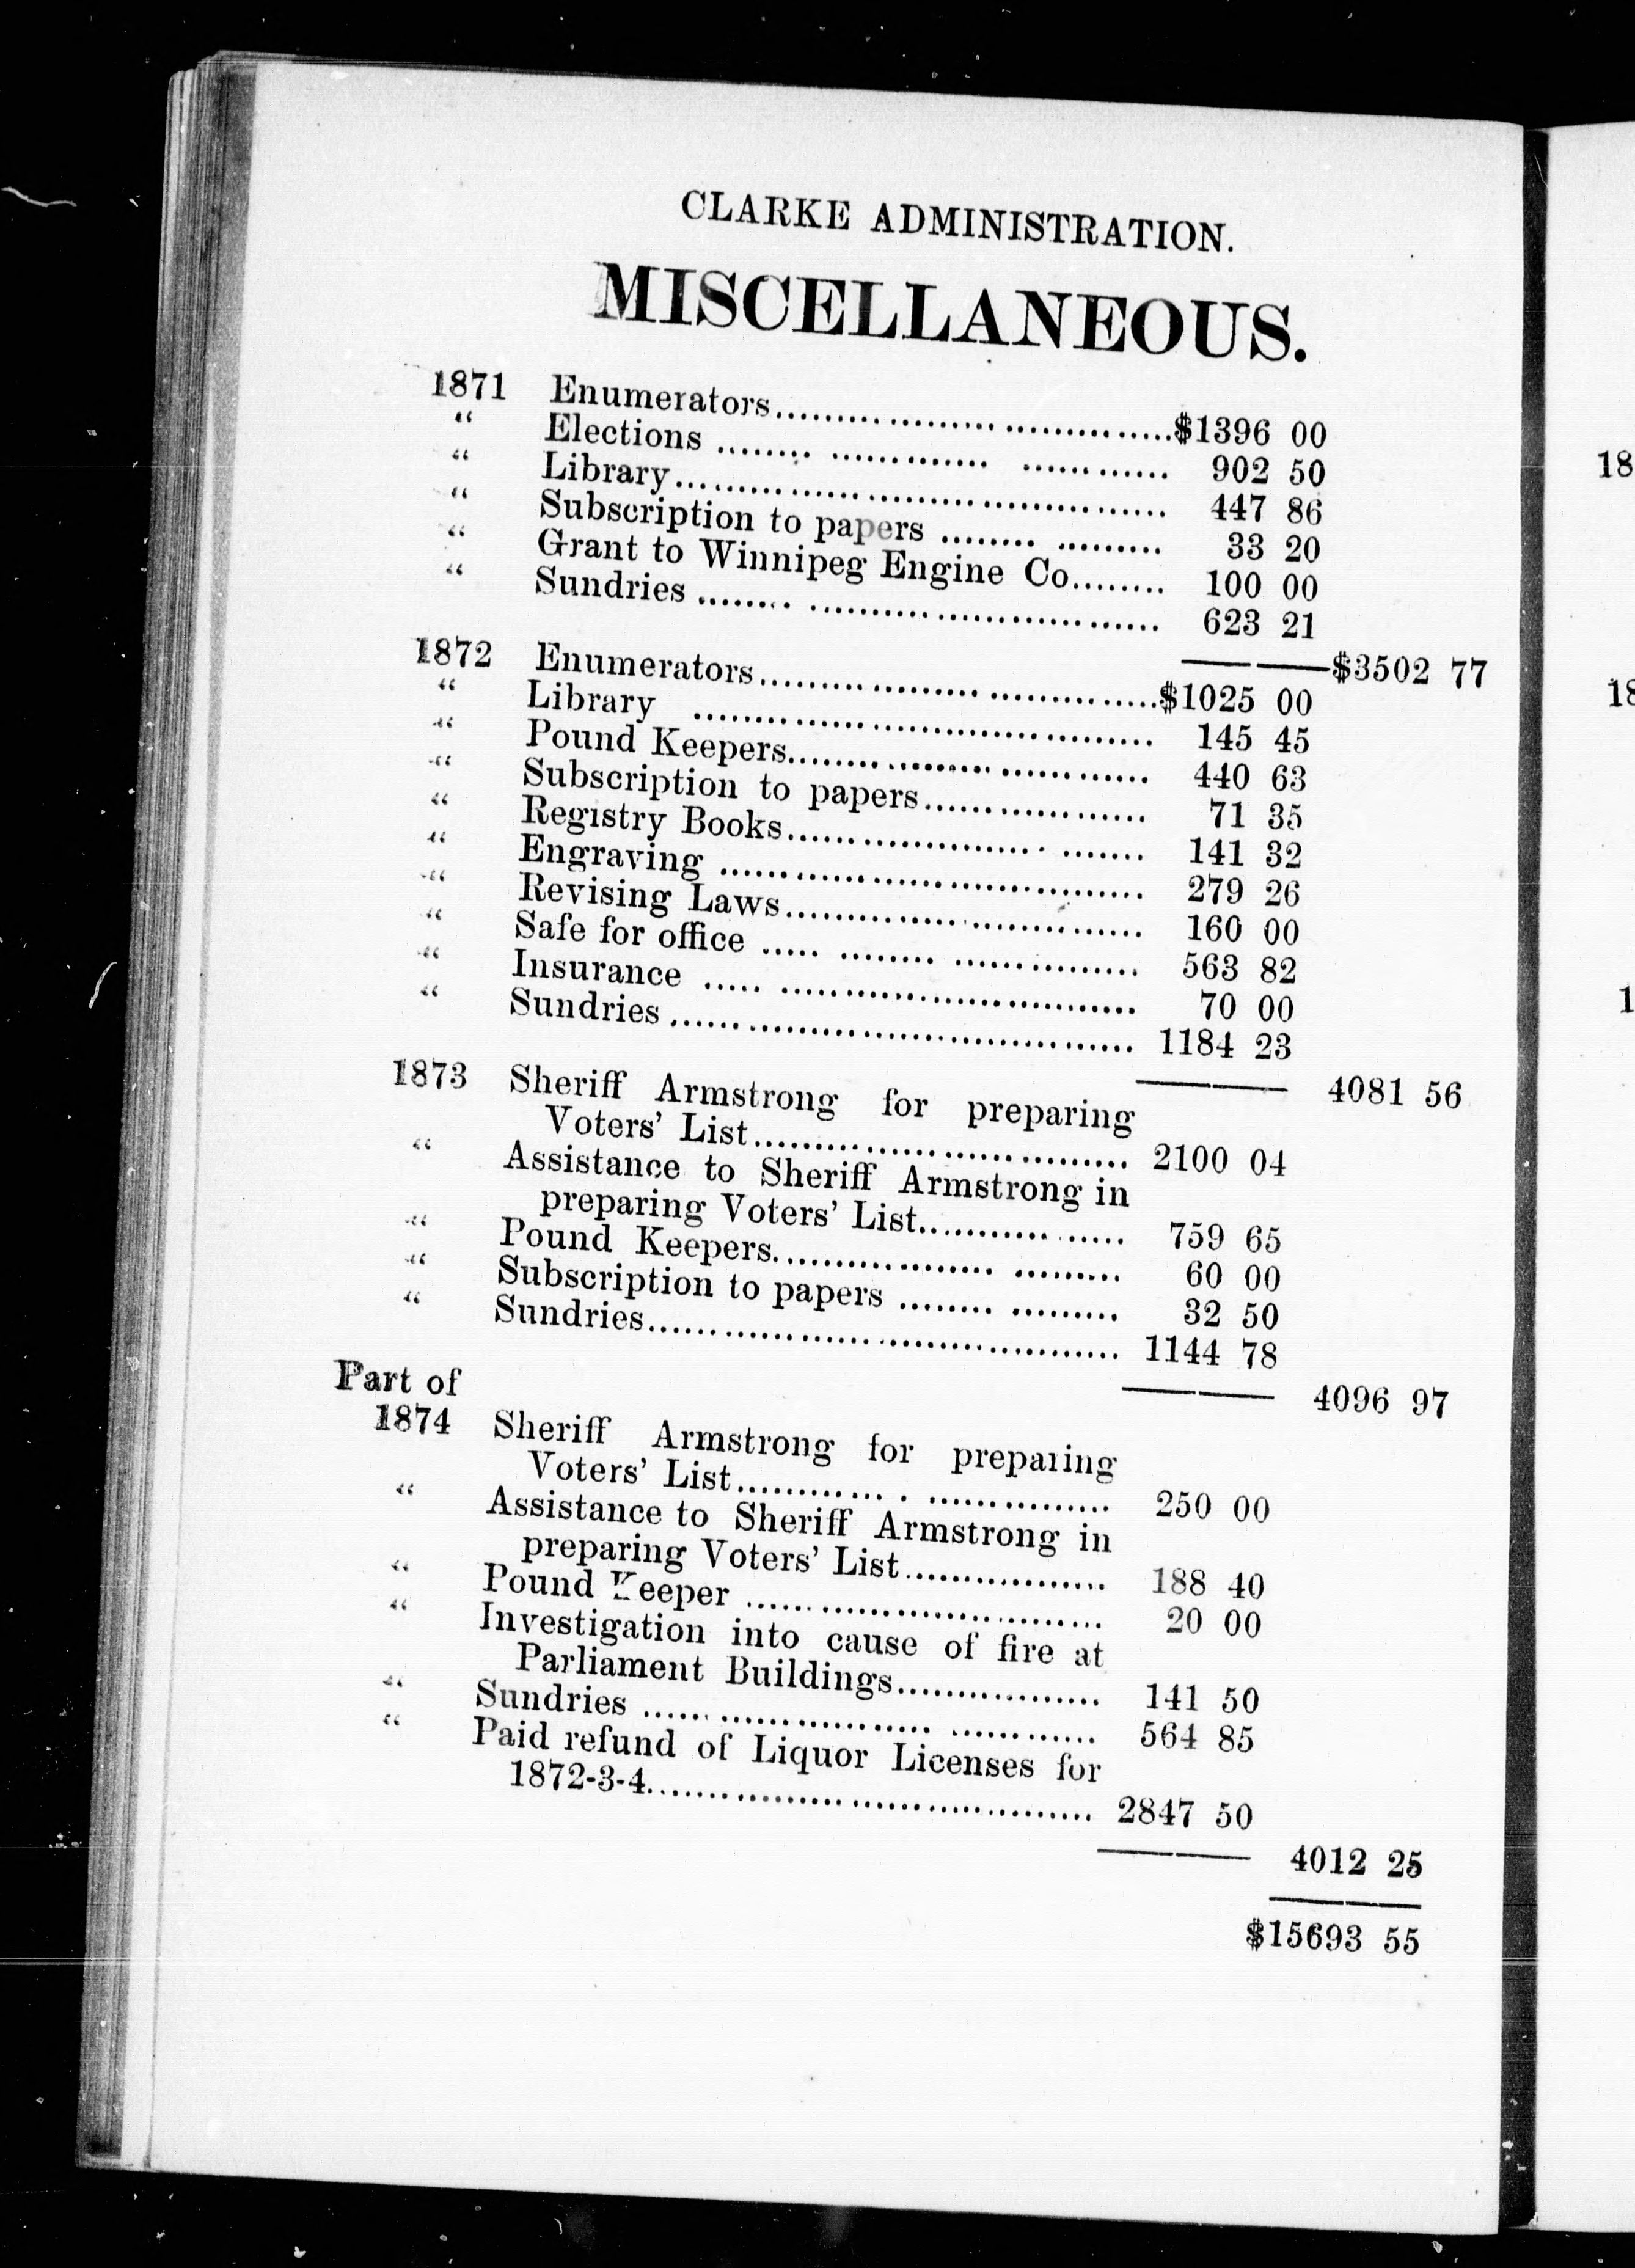 CLARKE ADMINISTRATION.
MISCELLANEOUS.
1871 Enumerators........ $1396 00
“ Elections ........ 902 50
“ Library........ 447 86
“ Subscription to papers ........ 33 20
“ Grant to Winnipeg Engine Co........ 100 00
“ Sundries ........ 623 21
$3502 77
1872 Enumerators........ $1025 00
“ Library ........ 145 45
“ Pound Keepers........ 440 63
“ Subscription to papers........ 71 35
“ Registry Books........ 141 32
“ Engraving ........ 279 26
“ Revising Laws........ 160 00
“ Safe for office ........ 563 82
“ Insurance ........ 70 00
“ Sundries ........ 1184 23
4081 56
1873 Sheriff Armstrong for preparing
Voters’ List........ 2100 04
“ Assistance to Sheriff Armstrong in
preparing Voters’ List........ 759 65
“ Pound Keepers........ 60 00
“ Subscription to papers ........ 32 50
“ Sundries........ 1144 78
4096 97
Part of
1874 Sheriff Armstrong for preparing
Voters’ List........ 250 00
“ Assistance to Sheriff Armstrong in
preparing Voters’ List........ 188 40
“ Pound Keeper ........ 20 00
“ Investigation into cause of fire at
Parliament Buildings........ 141 50
“ Sundries ........ 564 85
“ Paid refund of Liquor Licenses for
1872-3-4........ 2847 50
4012 25
$15693 55